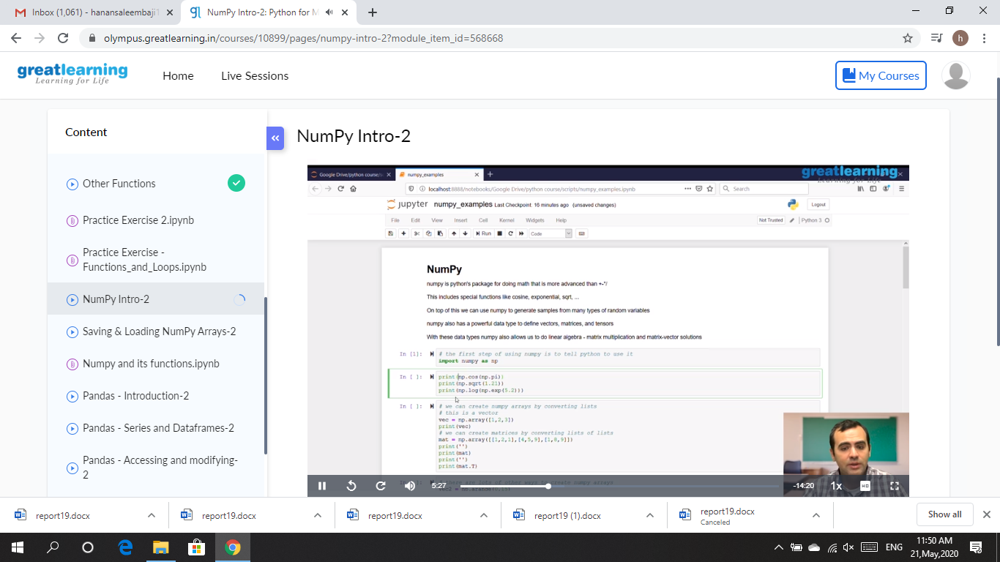 Inbox (1,061) - hanansaleembaji1
NumPy Intro-2: Python for M
olympus.greatlearning.in/courses/10899/pages/numpy-intro-2?module_item_id=568668
h
greatlearning
Learning for Life
Home
Live Sessions
My Courses
Content
Other Functions
Practice Exercise 2.ipynb
Practice Exercise -
Functions_and_Loops.ipynb
NumPy Intro-2
Saving & Loading NumPy Arrays-2
Numpy and its functions.ipynb
Pandas - Introduction-2
Pandas - Series and Dataframes-2
Pandas - Accessing and modifying-
2
NumPy Intro-2
Google Drive/python course/s
numpy_examples
greatlearning
Learning for Life
localhost:8888/notebooks/Google Drive/python course/scripts/numpy_examples.ipynb
Search
jupyter numpy_examples Last Checkpoint: 16 minutes ago (unsaved changes)
Logout
File Edit View Insert Cell Kernel Widgets Help
Not Trusted
Python 3
Run
Code
NumPy
numpy is python's package for doing math that is more advanced than +-*/
This includes special functions like cosine, exponential, sqrt, ...
On top of this we can use numpy to generate samples from many types of random variables
numpy also has a powerful data type to define vectors, matrices, and tensors
With these data types numpy also allows us to do linear algebra - matrix multiplication and matrix-vector solutions
In [1]: # the first step of using numpy is to tell python to use it
import numpy as np
In [ ]: print(np.cos(np.pi))
print(np.sqrt(1.21))
print(np.log(np.exp(5.2)))
In [ ]: # we can create numpy arrays by converting lists
# this is a vector
vec = np.array([1,2,3])
print(vec)
# we can create matrices by converting lists of lists
mat = np.array([[1,2,1],[4,5,9],[1,8,9]])
print('')
print(mat)
print('')
print(mat.T)
# there are lots of other ways to create numpy arrays
5:27
-14:20
1x
HD
report19.docx
report19.docx
report19.docx
report19 (1).docx
report19.docx
Canceled
Show all
ENG
11:50 AM
21,May,2020